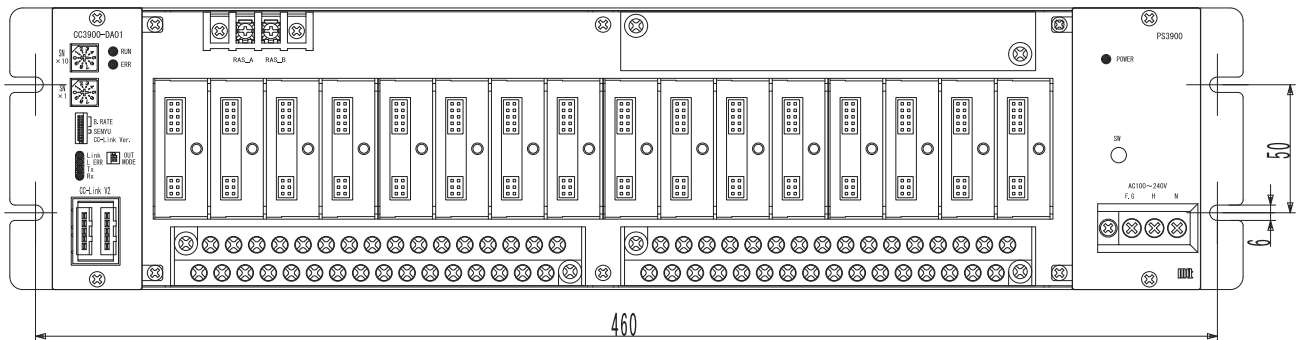 CC3900-DA01
SN
×10
RUN
ERR
SN
×1
B.RATE
SENYU
CC-Link Ver.
Link
L ERR
Tx
Rx
OUT
MODE
CC-Link V2
RAS_A RAS_B
PS3900
POWER
SW
AC100～240V
F.G H N
50
6
460